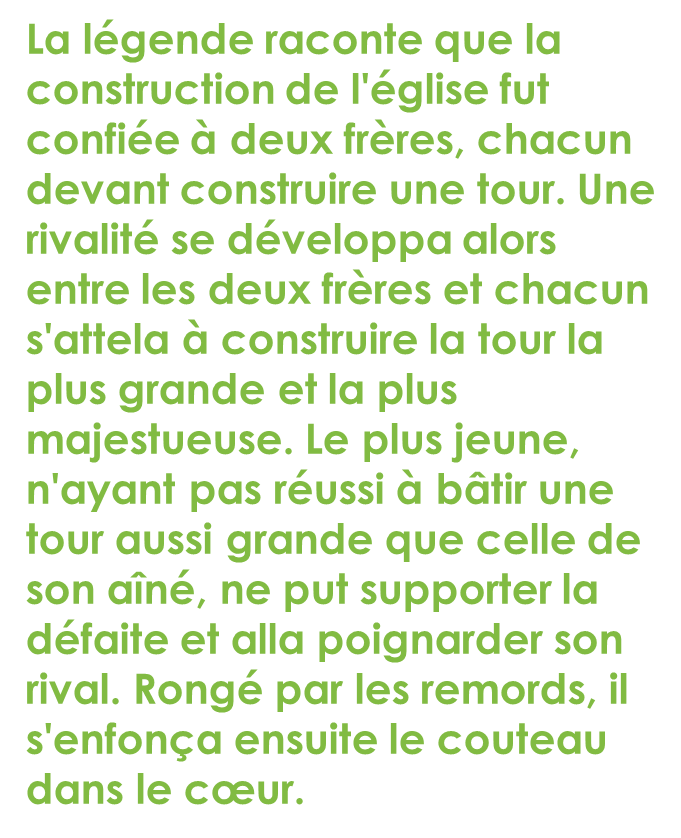 La légende raconte que la
construction de l'église fut
confiée à deux frères, chacun
devant construire une tour. Une
rivalité se développa alors
entre les deux frères et chacun
s'attela à construire la tour la
plus grande et la plus
majestueuse. Le plus jeune,
n'ayant pas réussi à bâtir une
tour aussi grande que celle de
son aîné, ne put supporter la
défaite et alla poignarder son
rival. Rongé par les remords, il
s'enfonça ensuite le couteau
dans le cœur.